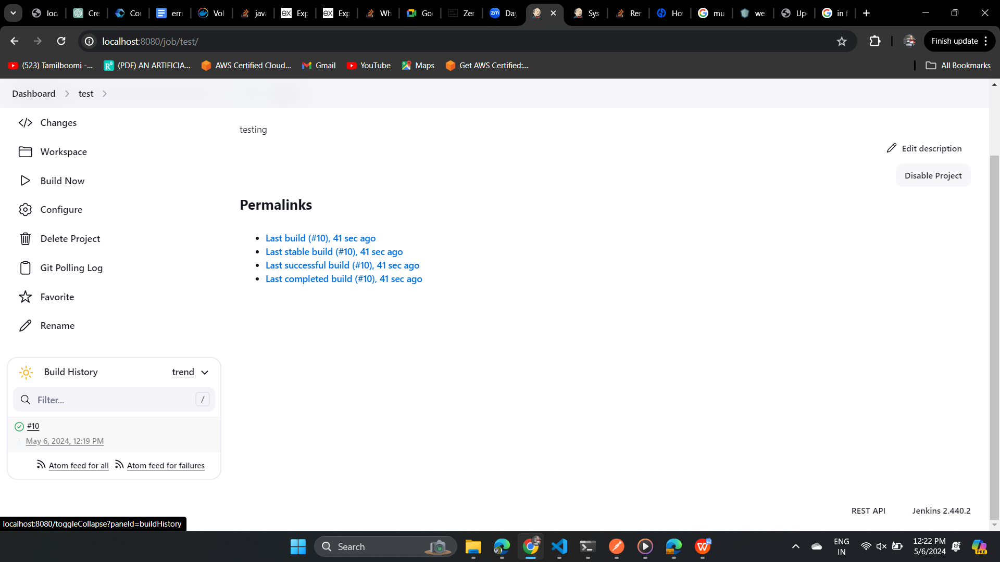 loca
Cre
Cou
erro
Vol
java
Exp
Exp
Wh
Goo
Zer
Day
Sys
Rer
Ho
mu
we
Up
in f
localhost:8080/job/test/
Finish update
(523) Tamilboomi -...
(PDF) AN ARTIFICIA...
AWS Certified Cloud...
Gmail
YouTube
Maps
Get AWS Certified:...
All Bookmarks
Dashboard
test
Changes
Workspace
Build Now
Configure
Delete Project
Git Polling Log
Favorite
Rename
testing
Edit description
Disable Project
Permalinks
Last build (#10), 41 sec ago
Last stable build (#10), 41 sec ago
Last successful build (#10), 41 sec ago
Last completed build (#10), 41 sec ago
Build History
trend
Filter...
/
#10
May 6, 2024, 12:19 PM
Atom feed for all
Atom feed for failures
REST API
Jenkins 2.440.2
localhost:8080/toggleCollapse?paneId=buildHistory
Search
ENG
IN
12:22 PM
5/6/2024